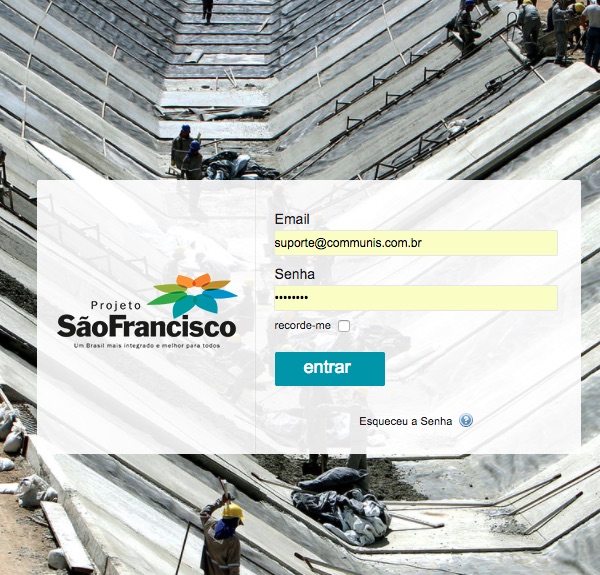 Projeto
SãoFrancisco
Um Brasil mais integrado e melhor para todos
Email
suporte@communis.com.br
Senha
••••••••
recorde-me
entrar
Esqueceu a Senha ?